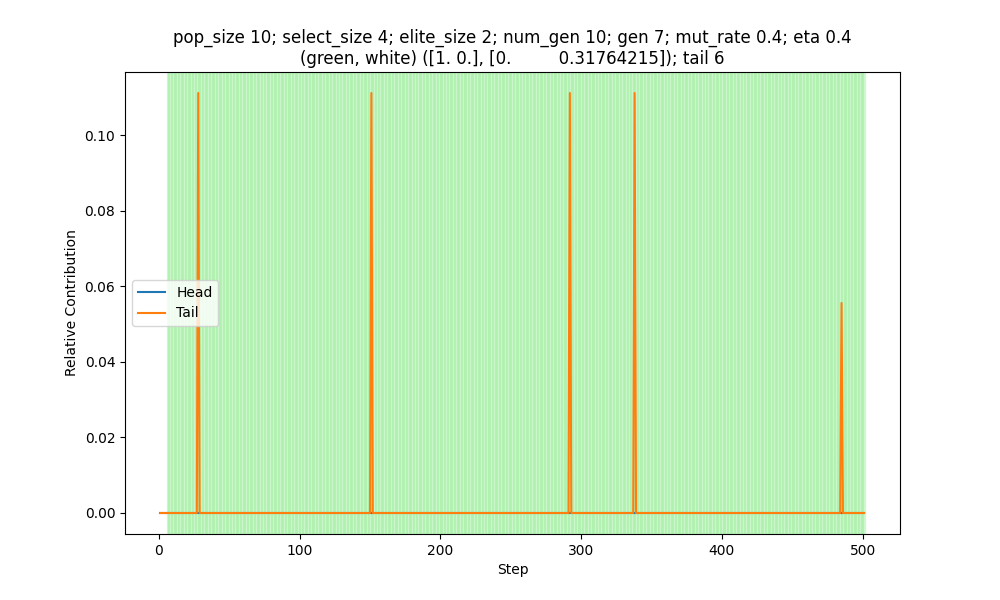 pop_size 10; select_size 4; elite_size 2; num_gen 10; gen 7; mut_rate 0.4; eta 0.4
(green, white) ([1. 0.], [0.         0.31764215]); tail 6
Relative Contribution
0.10
0.08
0.06
0.04
0.02
0.00
Head
Tail
0
100
200
300
400
500
Step